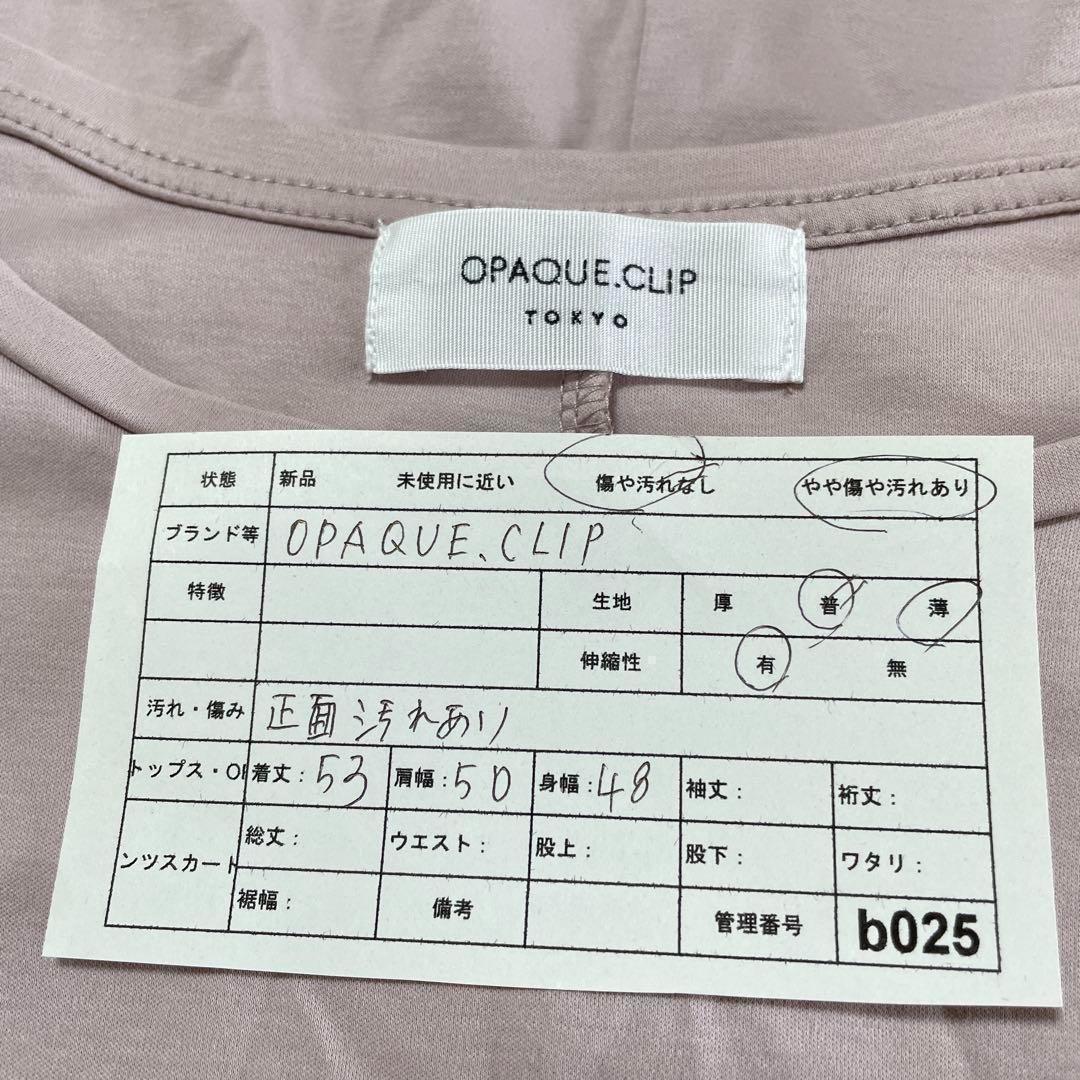 OPAQUE.CLIP
TOKYO
状態 新品 未使用に近い 傷や汚れなし やや傷や汚れあり
ブランド等 OPAQUE.CLIP
特徴 生地 厚 普 薄
伸縮性 有 無
汚れ・傷み 正面汚れあり
トップス・OP 着丈：53 肩幅：50 身幅：48 袖丈： 裄丈：
ンツスカート 総丈： ウエスト： 股上： 股下： ワタリ：
裾幅： 備考 管理番号 b025